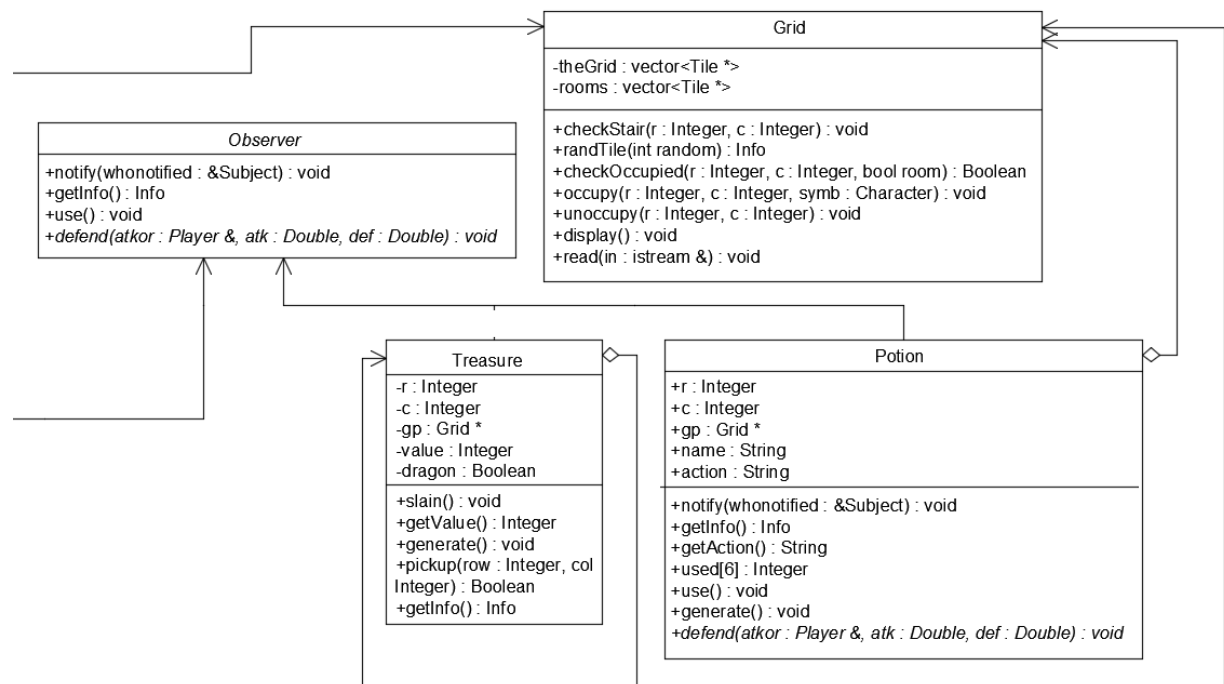 Grid
-theGrid : vector<Tile *>
-rooms : vector<Tile *>
+checkStair(r : Integer, c : Integer) : void
+randTile(int random) : Info
+checkOccupied(r : Integer, c : Integer, bool room) : Boolean
+occupy(r : Integer, c : Integer, symb : Character) : void
+unoccupy(r : Integer, c : Integer) : void
+display() : void
+read(in : istream &) : void
Observer
+notify(whonotified : &Subject) : void
+getInfo() : Info
+use() : void
+defend(atkor : Player &, atk : Double, def : Double) : void
Treasure
-r : Integer
-c : Integer
-gp : Grid *
-value : Integer
-dragon : Boolean
+slain() : void
+getValue() : Integer
+generate() : void
+pickup(row : Integer, col
Integer) : Boolean
+getInfo() : Info
Potion
+r : Integer
+c : Integer
+gp : Grid *
+name : String
+action : String
+notify(whonotified : &Subject) : void
+getInfo() : Info
+getAction() : String
+used[6] : Integer
+use() : void
+generate() : void
+defend(atkor : Player &, atk : Double, def : Double) : void